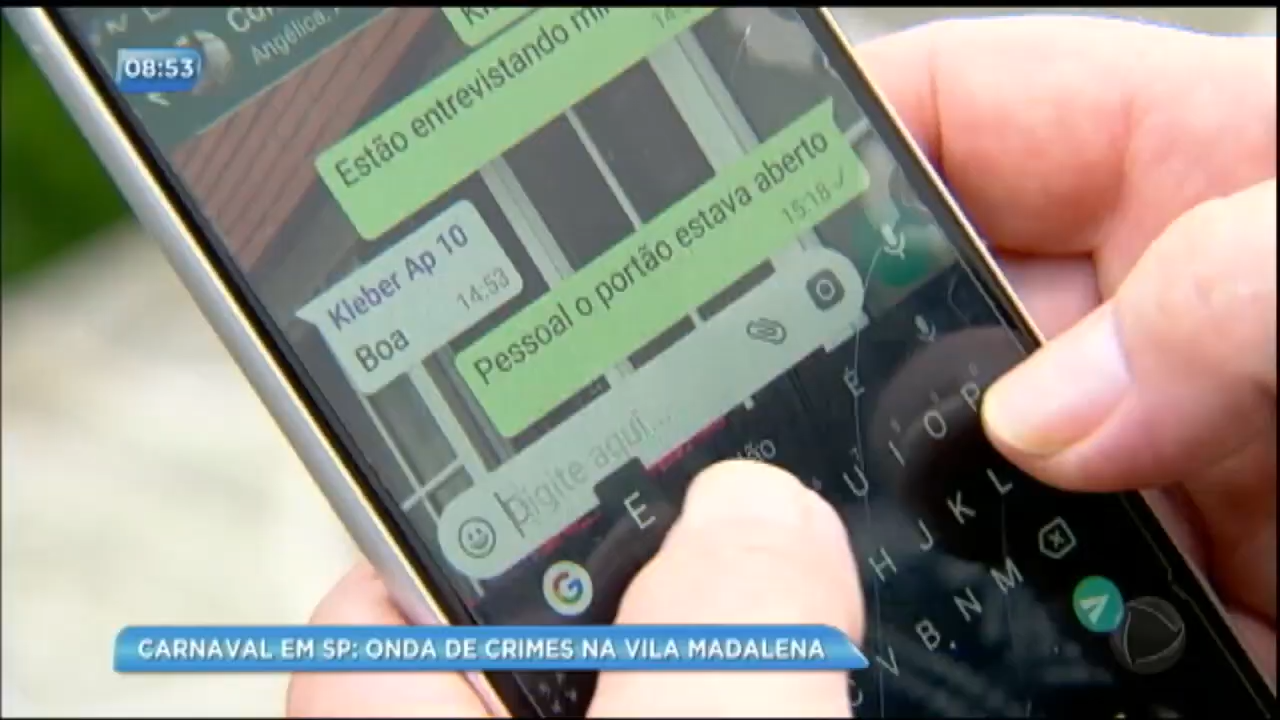 08:53
Angélica,
Estão entrevistando
Kleber Ap 10
Boa
14:53
Pessoal o portão estava aberto
15:18
Digite aqui...
E
U I O P
H J K L
V B N M
G
CARNAVAL EM SP: ONDA DE CRIMES NA VILA MADALENA